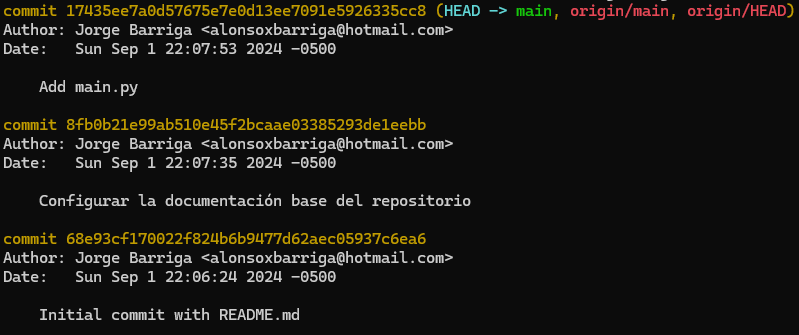 commit 17435ee7a0d57675e7e0d13ee7091e5926335cc8 (HEAD -> main, origin/main, origin/HEAD)
Author: Jorge Barriga <alonsoxbarriga@hotmail.com>
Date:   Sun Sep 1 22:07:53 2024 -0500
Add main.py
commit 8fb0b21e99ab510e45f2bcaae03385293de1eebb
Author: Jorge Barriga <alonsoxbarriga@hotmail.com>
Date:   Sun Sep 1 22:07:35 2024 -0500
Configurar la documentación base del repositorio
commit 68e93cf170022f824b6b9477d62aec05937c6ea6
Author: Jorge Barriga <alonsoxbarriga@hotmail.com>
Date:   Sun Sep 1 22:06:24 2024 -0500
Initial commit with README.md